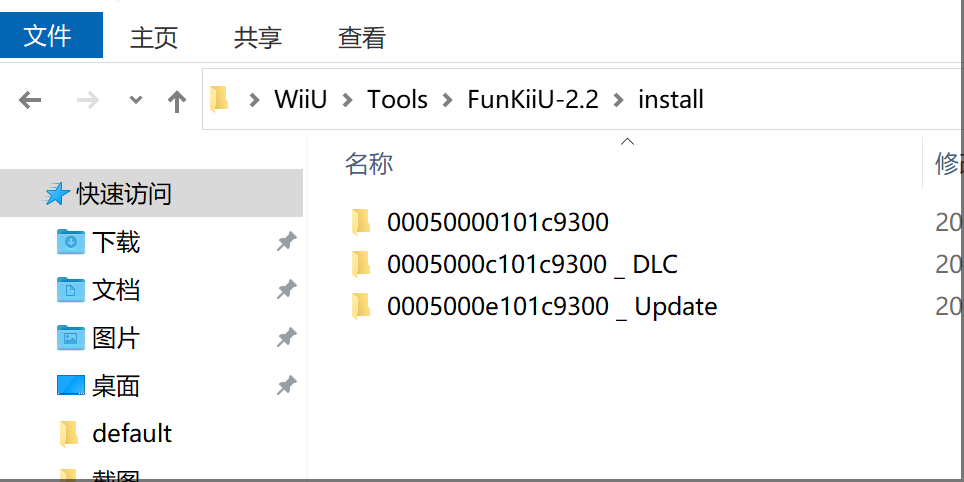 文件 主页 共享 查看
WiiU Tools FunKiiU-2.2 install
名称
快速访问
00050000101c9300 20
下载
0005000c101c9300 _ DLC 20
文档
0005000e101c9300 _ Update 20
图片
桌面
default
截图